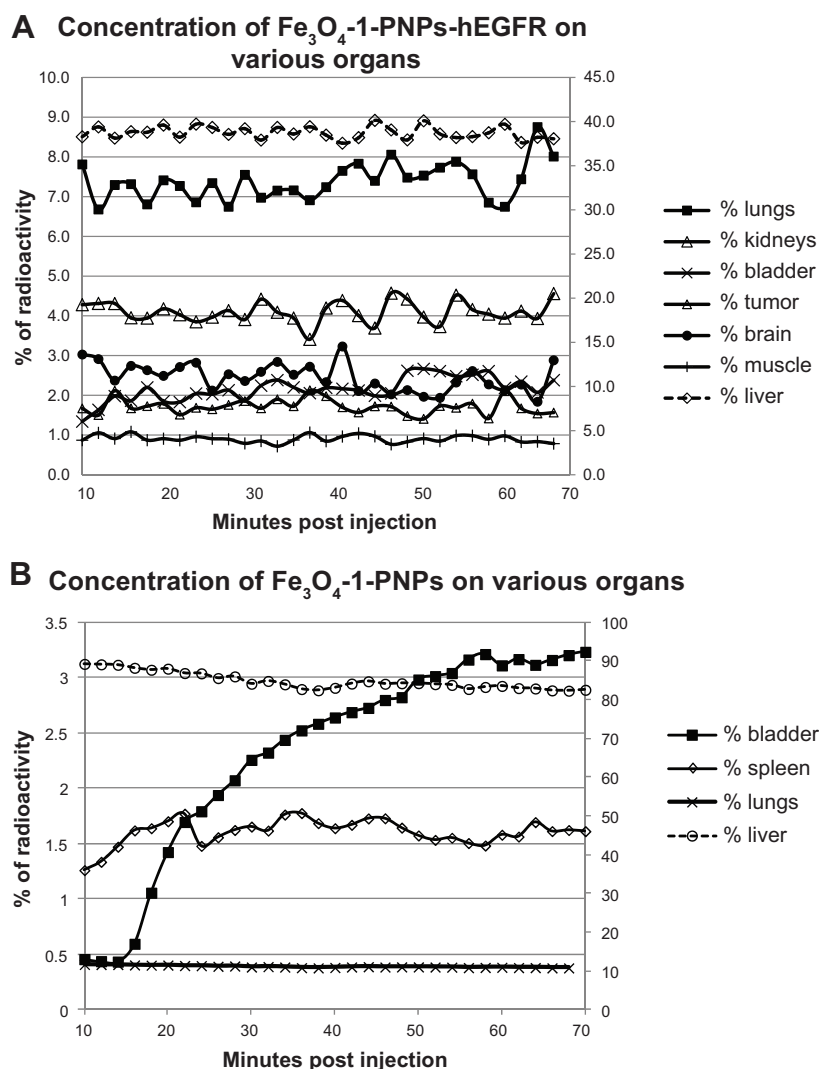 A Concentration of Fe₃O₄-1-PNPs-hEGFR on
various organs
10.0
9.0
8.0
7.0
6.0
5.0
4.0
3.0
2.0
1.0
0.0
% of radioactivity
45.0
40.0
35.0
30.0
25.0
20.0
15.0
10.0
5.0
0.0
10 20 30 40 50 60 70
Minutes post injection
% lungs
% kidneys
% bladder
% tumor
% brain
% muscle
% liver
B Concentration of Fe₃O₄-1-PNPs on various organs
3.5
3
2.5
2
1.5
1
0.5
0
% of radioactivity
100
90
80
70
60
50
40
30
20
10
0
10 20 30 40 50 60 70
Minutes post injection
% bladder
% spleen
% lungs
% liver